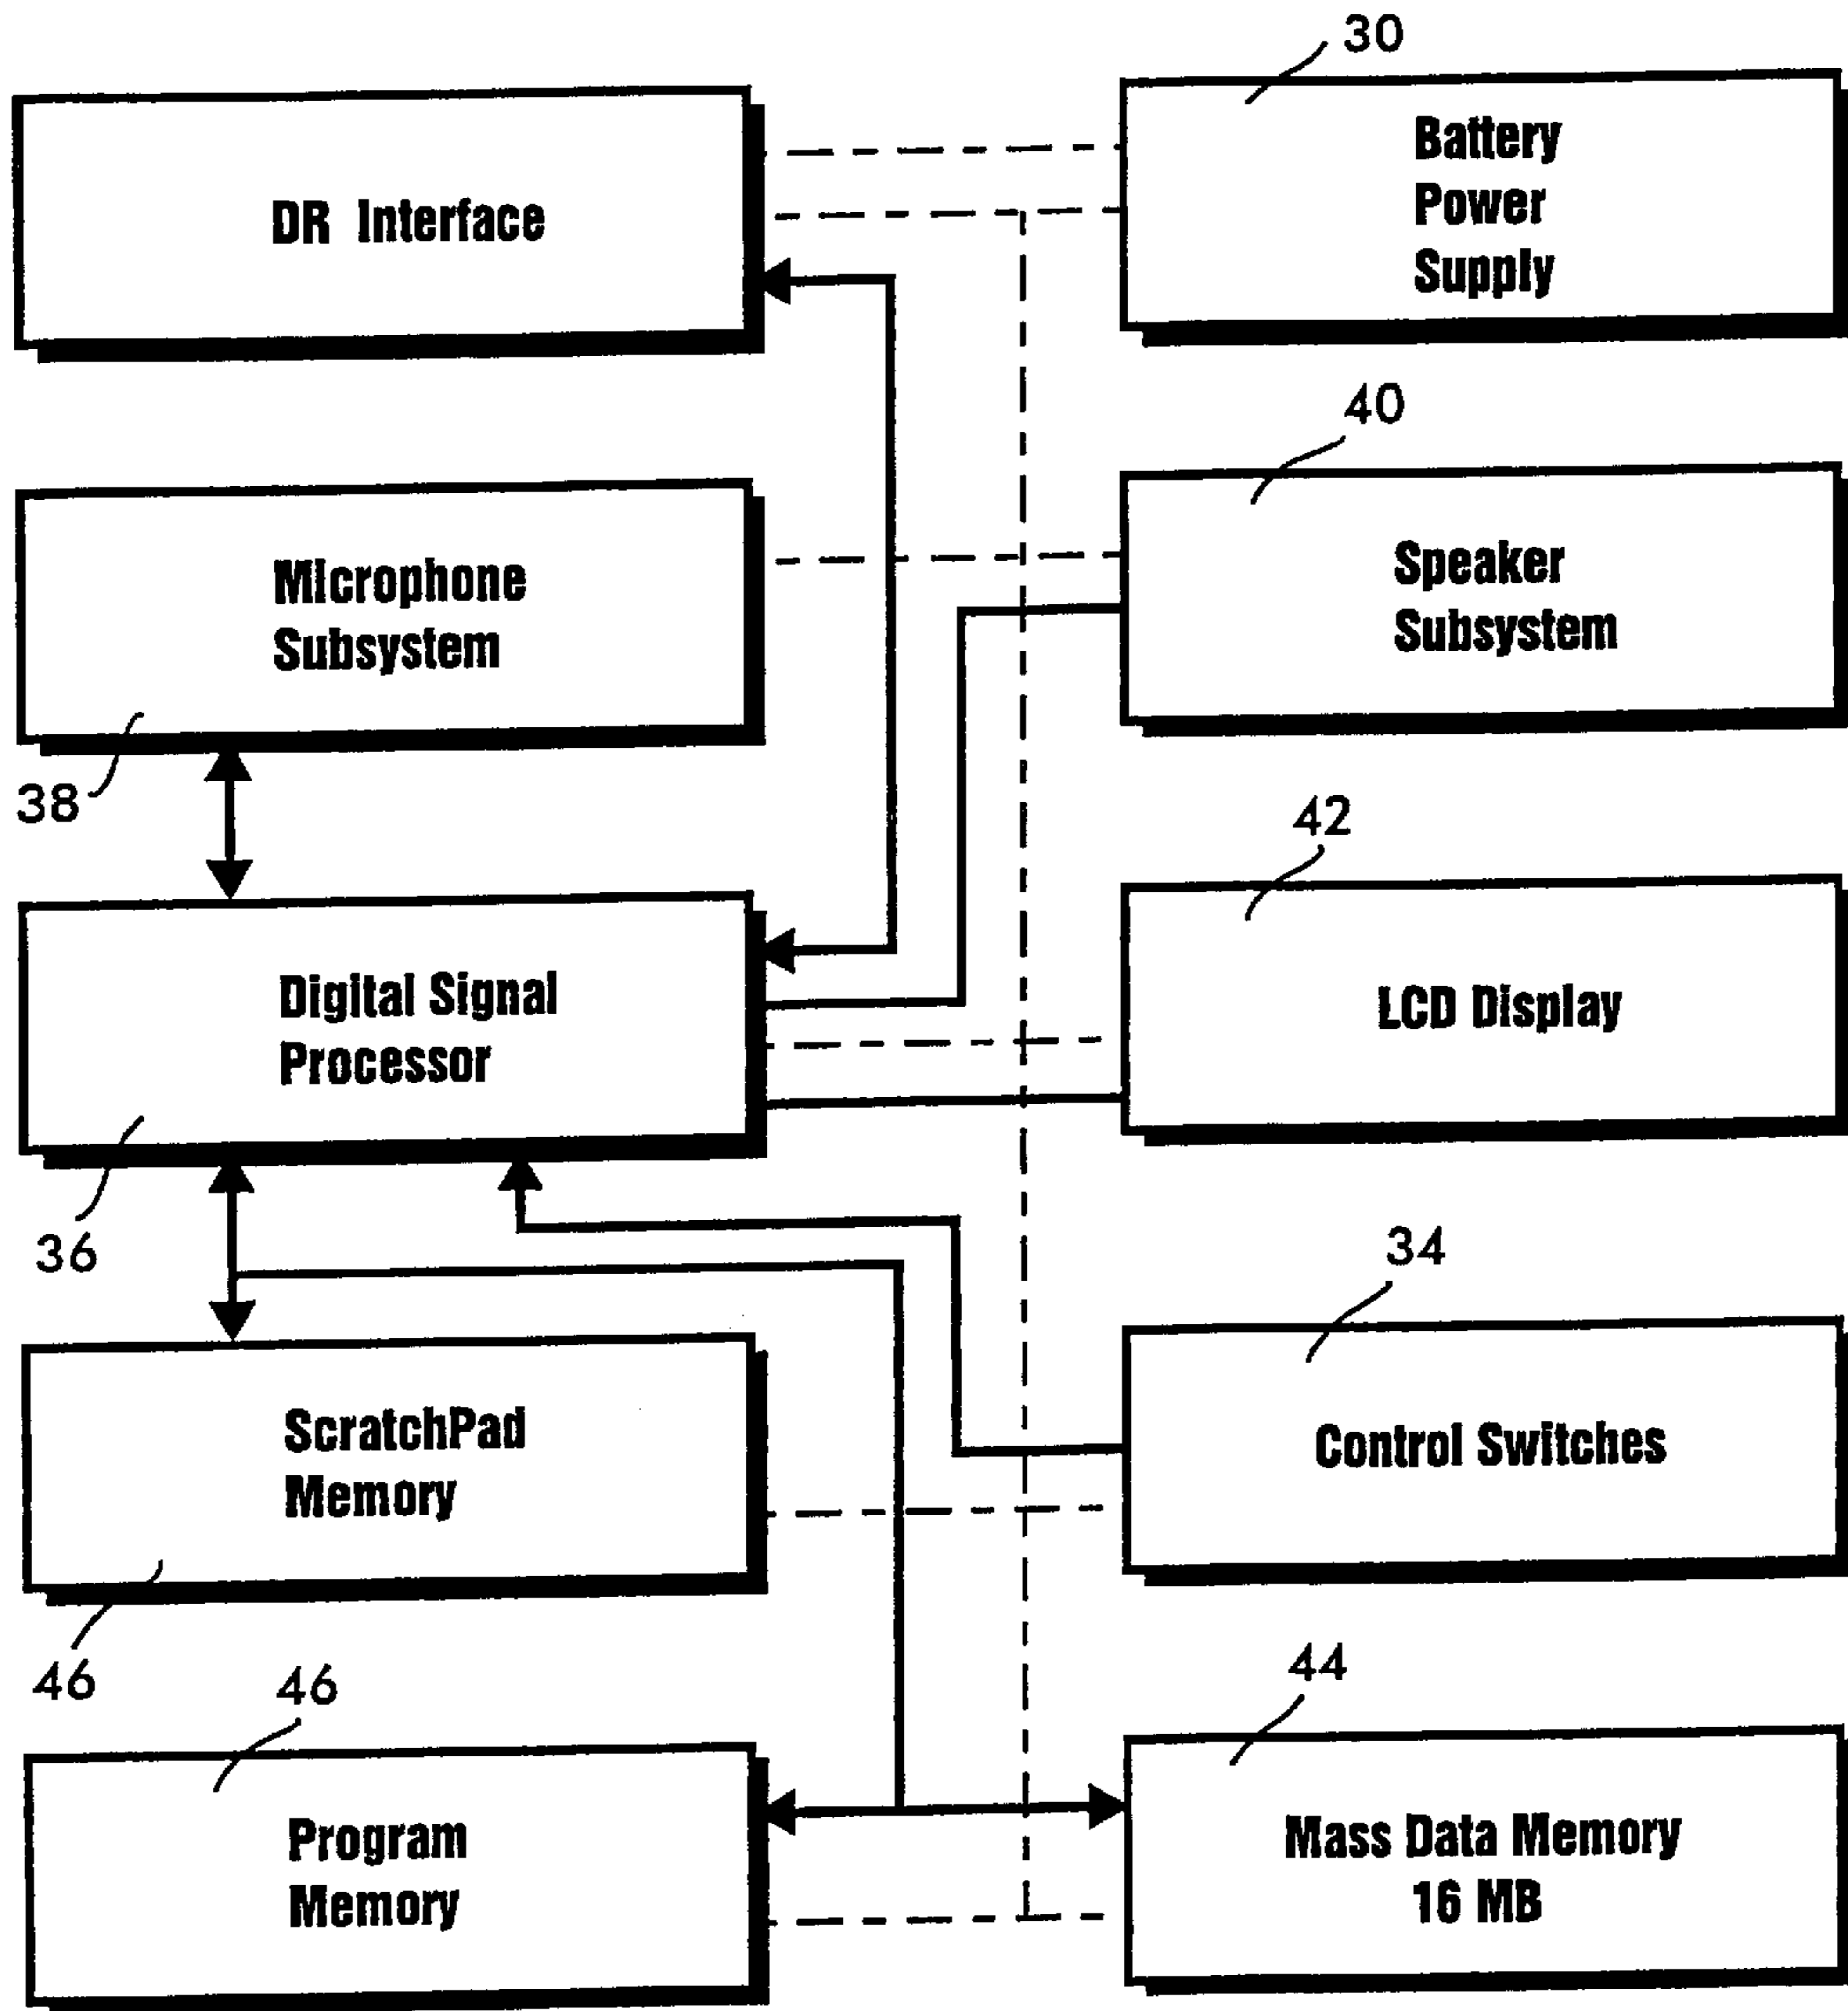 30
DR Interface
Battery
Power
Supply
40
Microphone
Subsystem
38
Speaker
Subsystem
42
Digital Signal
Processor
36
LCD Display
34
ScratchPad
Memory
46
Control Switches
46
Program
Memory
44
Mass Data Memory
16 MB